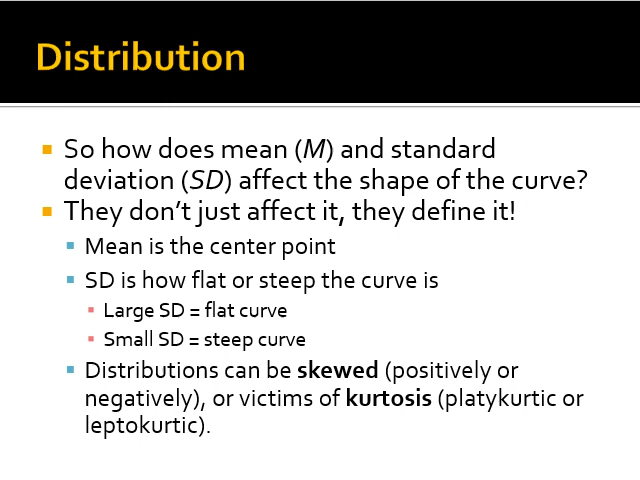 Distribution
So how does mean (M) and standard
deviation (SD) affect the shape of the curve?
They don't just affect it, they define it!
Mean is the center point
SD is how flat or steep the curve is
Large SD = flat curve
Small SD = steep curve
Distributions can be skewed (positively or
negatively), or victims of kurtosis (platykurtic or
leptokurtic).